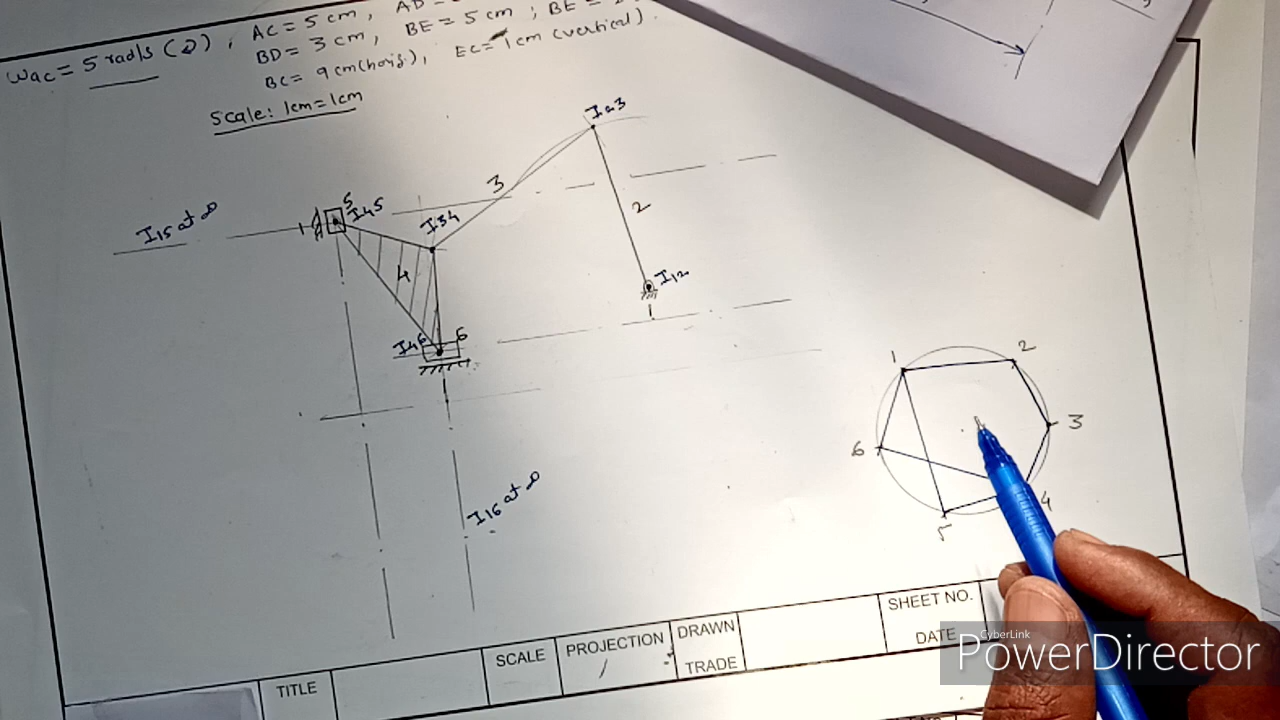 ωAC = 5 rad/s (2), AC = 5 cm, AD =
BD = 3 cm, BE = 5 cm ; BE =
BC = 9 cm (horiz.), EC = 1 cm (vertical).
Scale: 1cm = 1cm
I23
3
5
I45
I15 at ∞
1
I34
2
4
I12
1
I46
6
1
I16 at ∞
1
2
3
4
5
6
SHEET NO.
DATE
DRAWN
TRADE
PROJECTION
SCALE
TITLE
CyberLink
PowerDirector